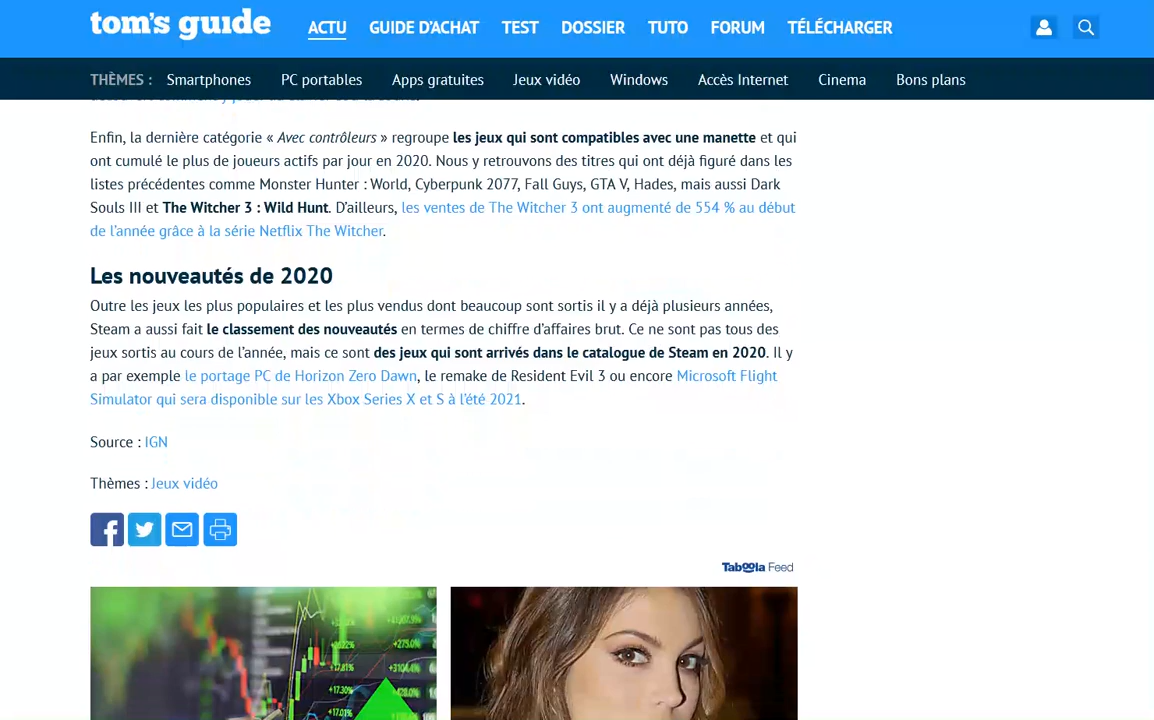 tom's guide
ACTU GUIDE D'ACHAT TEST DOSSIER TUTO FORUM TÉLÉCHARGER
THÈMES : Smartphones PC portables Apps gratuites Jeux vidéo Windows Accès Internet Cinema Bons plans
Enfin, la dernière catégorie « Avec contrôleurs » regroupe les jeux qui sont compatibles avec une manette et qui
ont cumulé le plus de joueurs actifs par jour en 2020. Nous y retrouvons des titres qui ont déjà figuré dans les
listes précédentes comme Monster Hunter : World, Cyberpunk 2077, Fall Guys, GTA V, Hades, mais aussi Dark
Souls III et The Witcher 3 : Wild Hunt. D’ailleurs, les ventes de The Witcher 3 ont augmenté de 554 % au début
de l’année grâce à la série Netflix The Witcher.
Les nouveautés de 2020
Outre les jeux les plus populaires et les plus vendus dont beaucoup sont sortis il y a déjà plusieurs années,
Steam a aussi fait le classement des nouveautés en termes de chiffre d’affaires brut. Ce ne sont pas tous des
jeux sortis au cours de l’année, mais ce sont des jeux qui sont arrivés dans le catalogue de Steam en 2020. Il y
a par exemple le portage PC de Horizon Zero Dawn, le remake de Resident Evil 3 ou encore Microsoft Flight
Simulator qui sera disponible sur les Xbox Series X et S à l’été 2021.
Source : IGN
Thèmes : Jeux vidéo
Taboola Feed
+275.0%
+17.81%
+17.30%
+17.01%